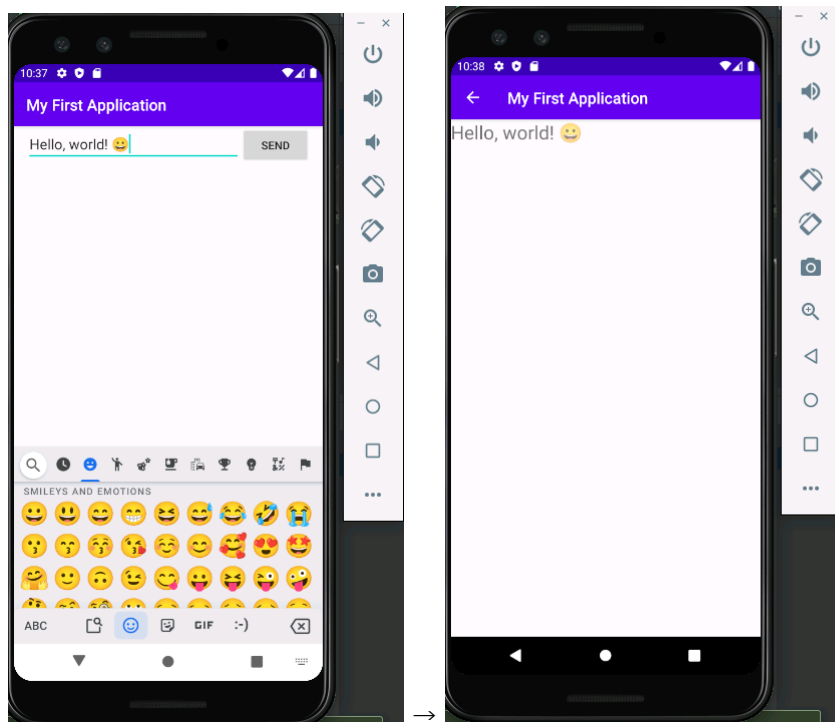 10:37
My First Application
Hello, world! 😀
SEND
SMILEYS AND EMOTIONS
ABC
GIF
:-)
→
10:38
My First Application
Hello, world! 😀